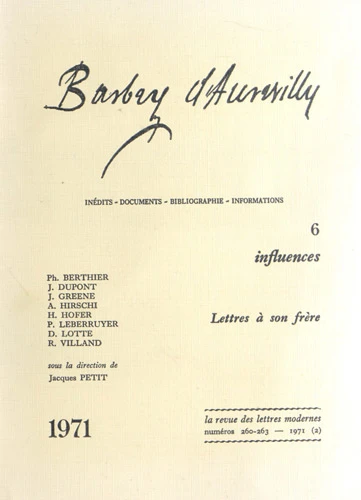 Barbey d'Aurevilly
INÉDITS - DOCUMENTS - BIBLIOGRAPHIE - INFORMATIONS
6
influences
Ph. BERTHIER
J. DUPONT
J. GREENE
A. HIRSCHI
H. HOFER
P. LEBERRUYER
D. LOTTE
R. VILLAND
Lettres à son frère
sous la direction de
Jacques PETIT
1971
la revue des lettres modernes
numéros 260-263 — 1971 (2)